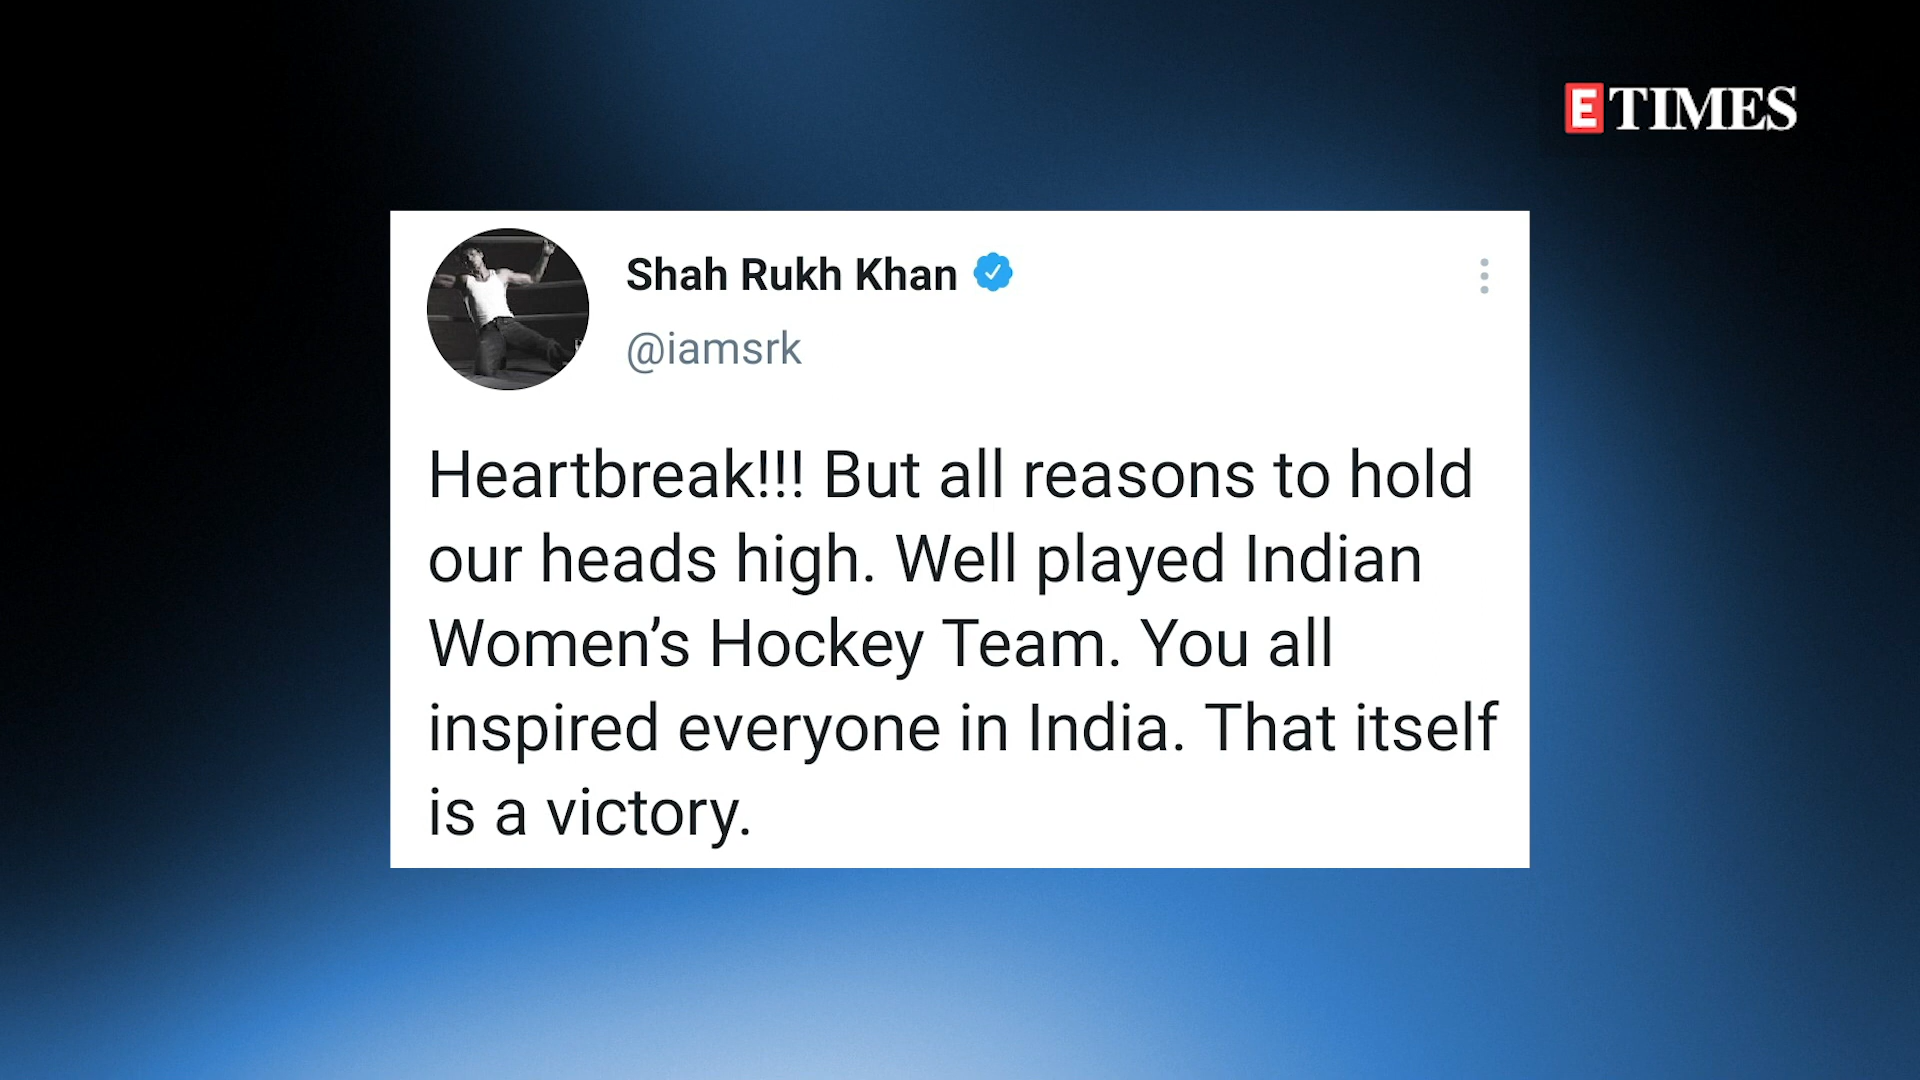 E TIMES
Shah Rukh Khan
@iamsrk
Heartbreak!!! But all reasons to hold
our heads high. Well played Indian
Women’s Hockey Team. You all
inspired everyone in India. That itself
is a victory.